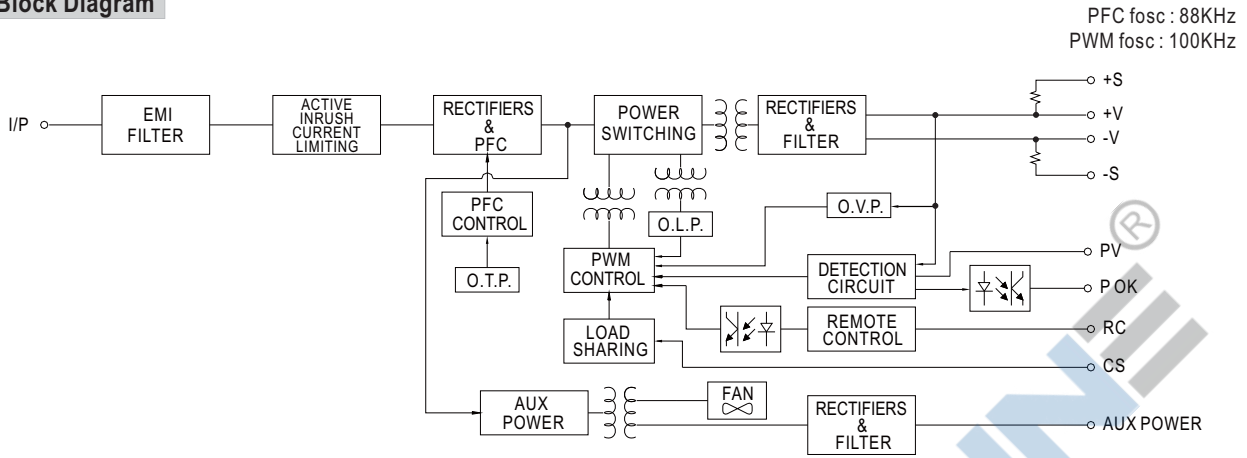 Block Diagram
PFC fosc : 88KHz
PWM fosc : 100KHz
I/P
EMI
FILTER
ACTIVE
INRUSH
CURRENT
LIMITING
RECTIFIERS
&
PFC
POWER
SWITCHING
RECTIFIERS
&
FILTER
+S
+V
-V
-S
PFC
CONTROL
O.T.P.
O.L.P.
O.V.P.
PWM
CONTROL
DETECTION
CIRCUIT
PV
P OK
LOAD
SHARING
REMOTE
CONTROL
RC
CS
AUX
POWER
FAN
RECTIFIERS
&
FILTER
AUX POWER
®